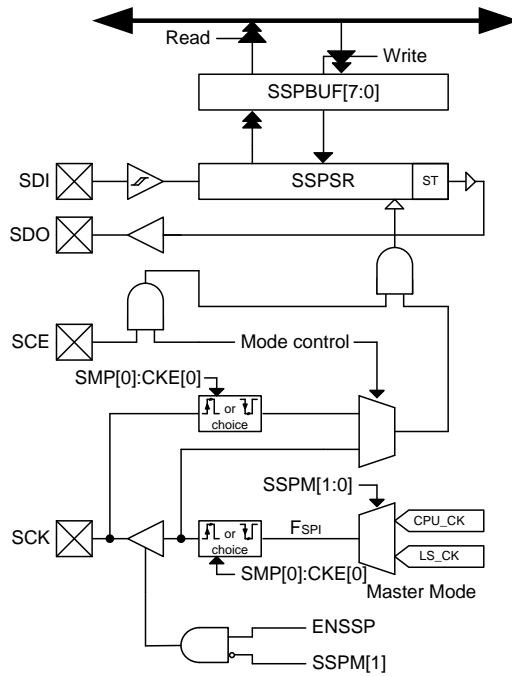 Read
Write
SSPBUF[7:0]
SDI
SSPSR
ST
SDO
SCE
Mode control
SMP[0]:CKE[0]
or
choice
SSPM[1:0]
SCK
or
choice
FSPI
CPU_CK
LS_CK
SMP[0]:CKE[0]
Master Mode
ENSSP
SSPM[1]